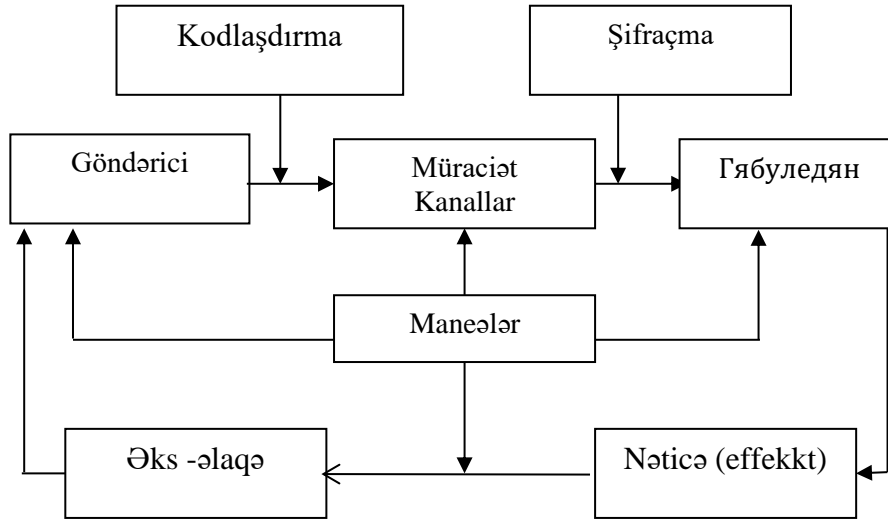 Kodlaşdırma
Şifraçma
Göndərici
Müraciət
Kanallar
Гябуледян
Maneələr
Əks -əlaqə
Nəticə (effekkt)